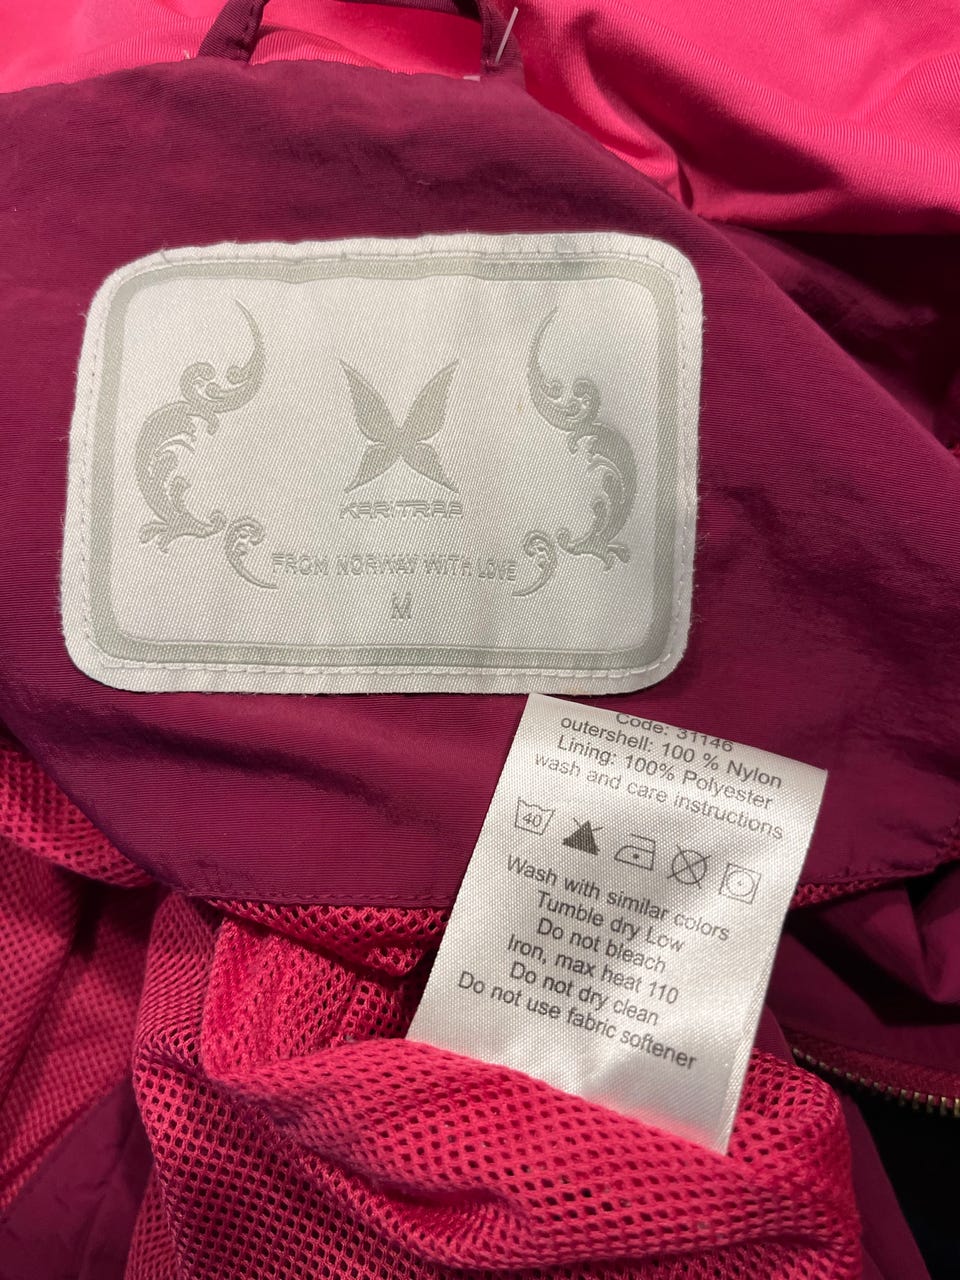 KARI TRAA
FROM NORWAY WITH LOVE
M
Code: 31146
outershell: 100 % Nylon
Lining: 100% Polyester
wash and care instructions
40
Wash with similar colors
Tumble dry Low
Do not bleach
Iron, max heat 110
Do not dry clean
Do not use fabric softener